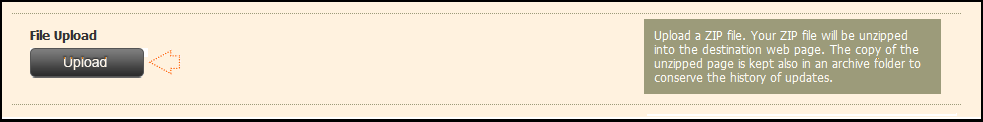 File Upload
Upload
Upload a ZIP file. Your ZIP file will be unzipped
into the destination web page. The copy of the
unzipped page is kept also in an archive folder to
conserve the history of updates.